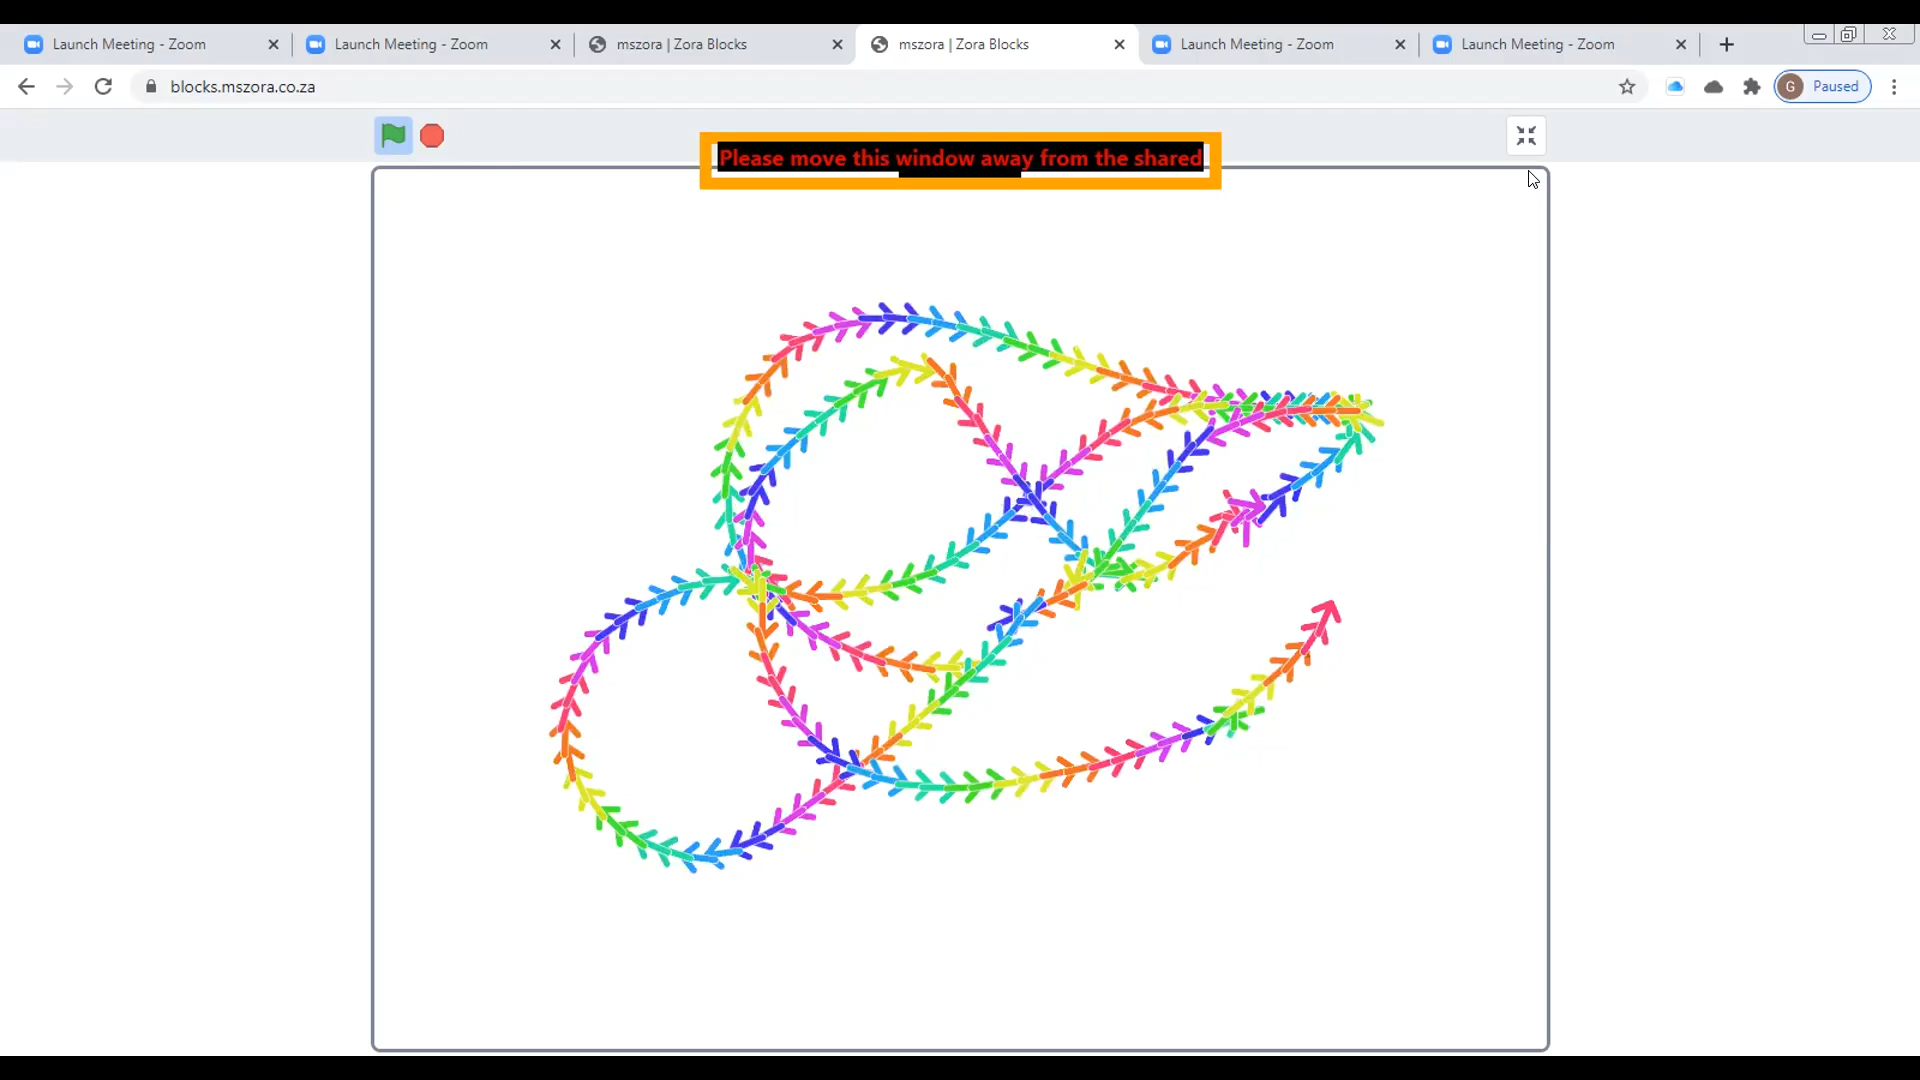 Launch Meeting - Zoom
Launch Meeting - Zoom
mszora | Zora Blocks
mszora | Zora Blocks
Launch Meeting - Zoom
Launch Meeting - Zoom
blocks.mszora.co.za
G
Paused
Please move this window away from the shared